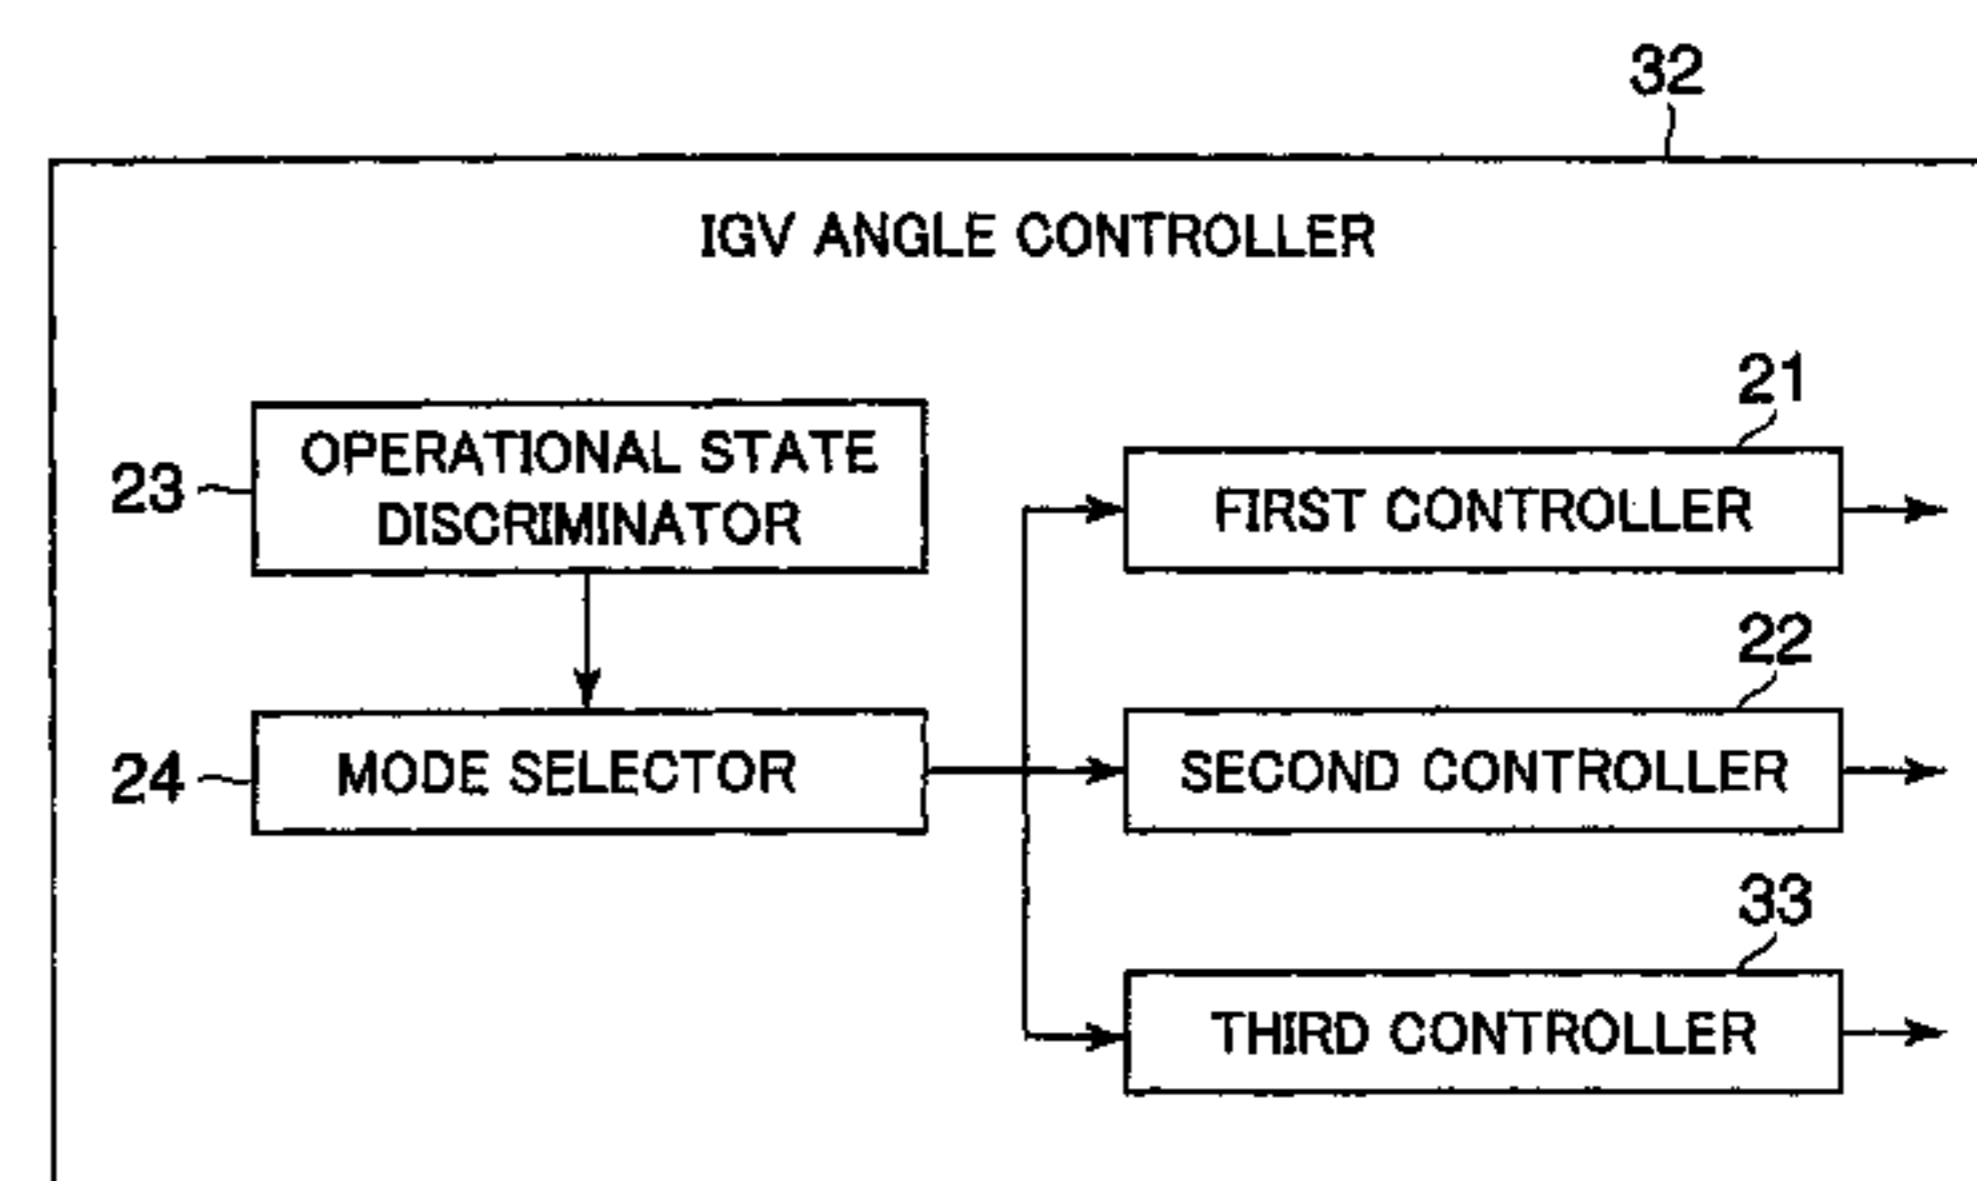 32
IGV ANGLE CONTROLLER
21
23
OPERATIONAL STATE
DISCRIMINATOR
FIRST CONTROLLER
22
24
MODE SELECTOR
SECOND CONTROLLER
33
THIRD CONTROLLER